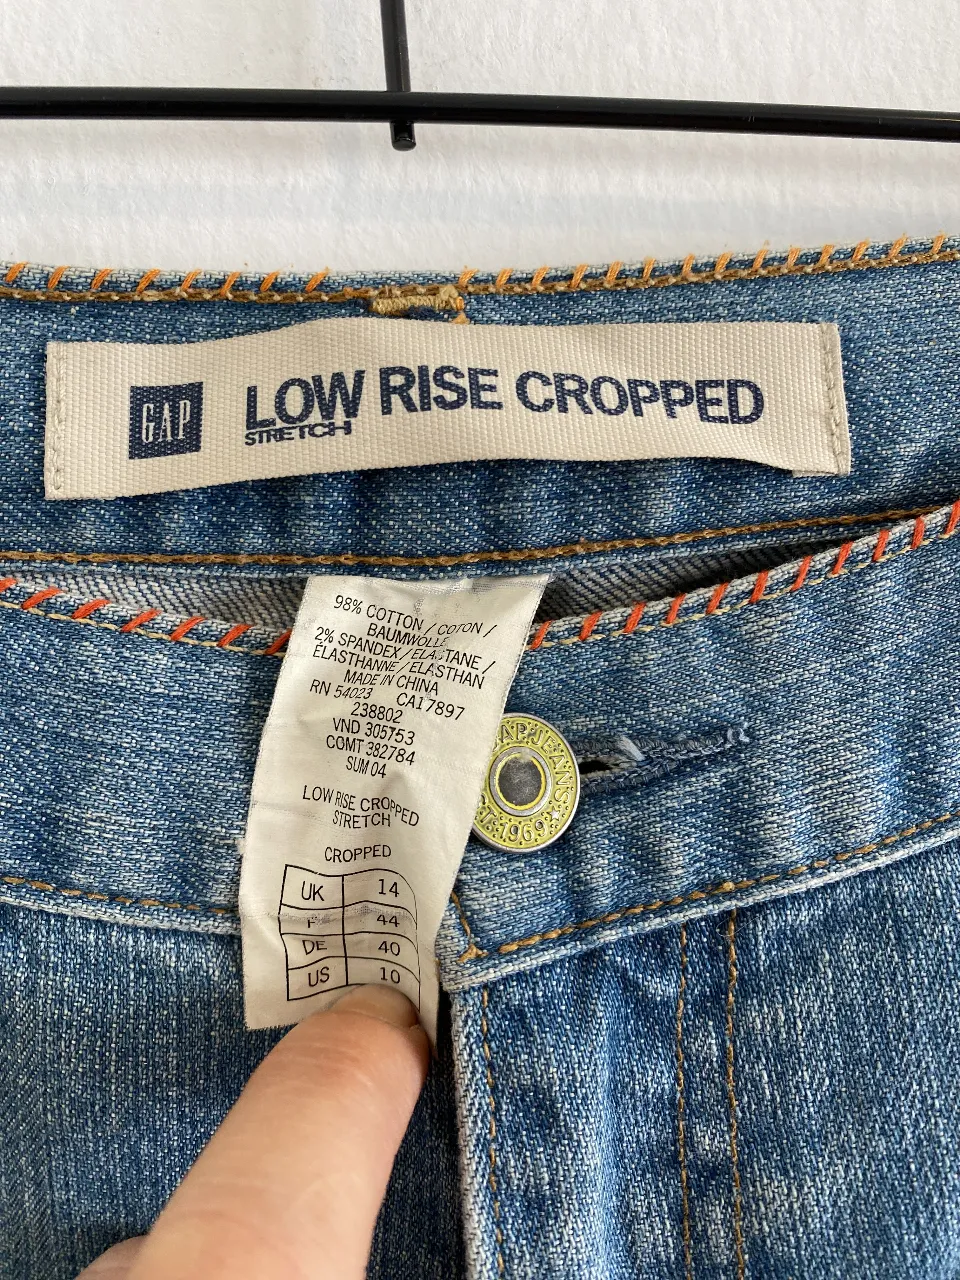 GAP
LOW RISE CROPPED
STRETCH
98% COTTON / COTON /
BAUMWOLLE
2% SPANDEX / ELASTANE /
ÉLASTHANNE / ELASTHAN
MADE IN CHINA
RN 54023 CA17897
238802
VND 305753
COMT 382784
SUM 04
LOW RISE CROPPED
STRETCH
CROPPED
UK 14
F 44
DE 40
US 10
GAP JEANS
1969